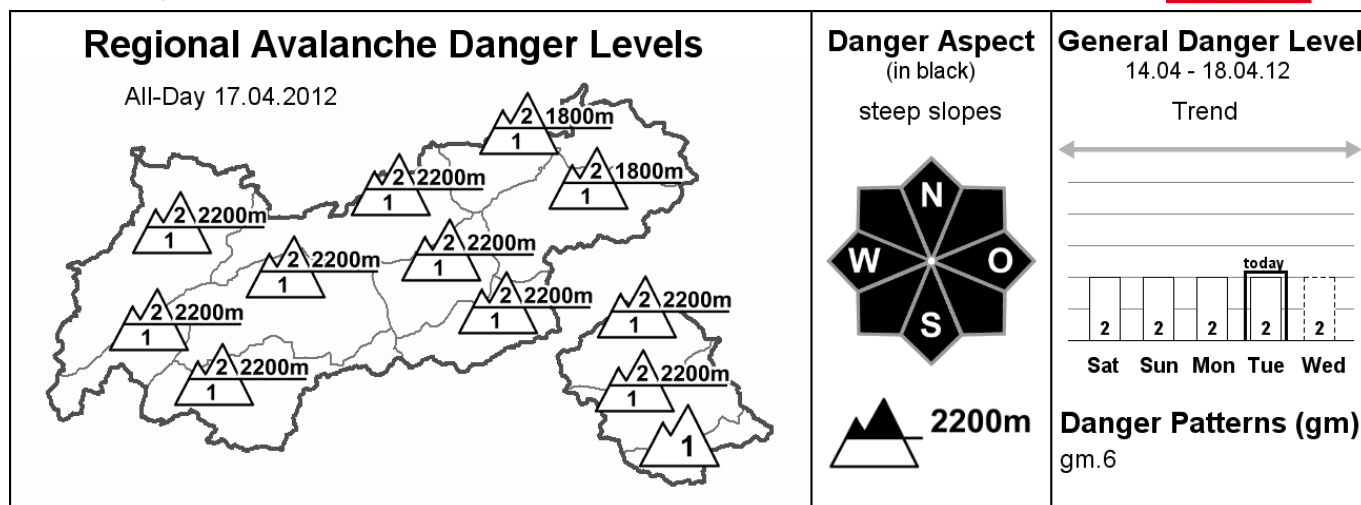 Regional Avalanche Danger Levels
All-Day 17.04.2012
2 1800m
1
2 1800m
1
2 2200m
1
2 2200m
1
2 2200m
1
2 2200m
1
2 2200m
1
2 2200m
1
2 2200m
1
2 2200m
1
2 2200m
1
1
Danger Aspect
(in black)
steep slopes
N
W
O
S
2200m
General Danger Level
14.04 - 18.04.12
Trend
today
2 2 2 2 2
Sat Sun Mon Tue Wed
Danger Patterns (gm)
gm.6